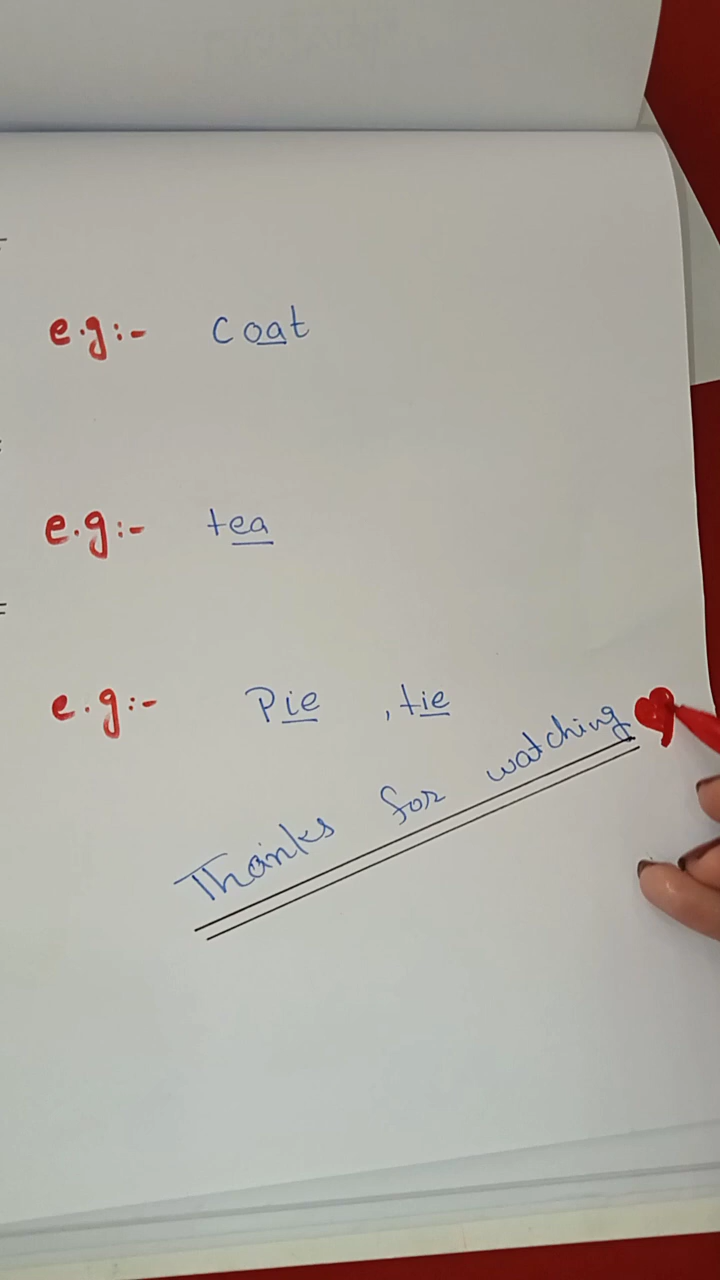 e.g:- coat
e.g:- tea
e.g:- Pie , tie
Thanks for watching